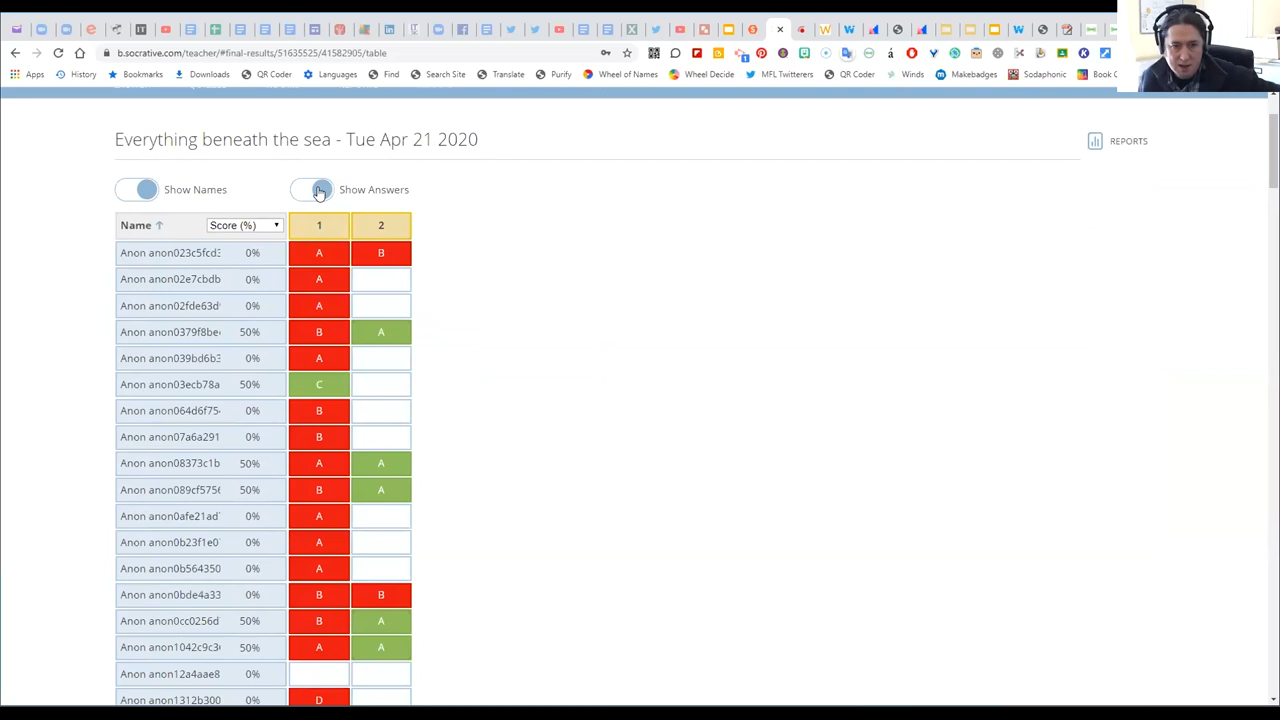 b.socrative.com/teacher/#final-results/51635525/41582905/table
Apps History Bookmarks Downloads QR Coder Languages Find Search Site Translate Purify Wheel of Names Wheel Decide MFL Twitterers QR Coder Winds Makebadges Sodaphonic Book
Everything beneath the sea - Tue Apr 21 2020
REPORTS
Show Names Show Answers
Name Score (%) 1 2
Anon anon023c5fcd3 0% A B
Anon anon02e7cbdb 0% A
Anon anon02fde63d 0% A
Anon anon0379f8be 50% B A
Anon anon039bd6b3 0% A
Anon anon03ecb78a 50% C
Anon anon064d6f75 0% B
Anon anon07a6a291 0% B
Anon anon08373c1b 50% A A
Anon anon089cf575 50% B A
Anon anon0afe21ad 0% A
Anon anon0b23f1e0 0% A
Anon anon0b564350 0% A
Anon anon0bde4a33 0% B B
Anon anon0cc0256d 50% B A
Anon anon1042c9c3 50% A A
Anon anon12a4aae8 0%
Anon anon1312b300 0% D